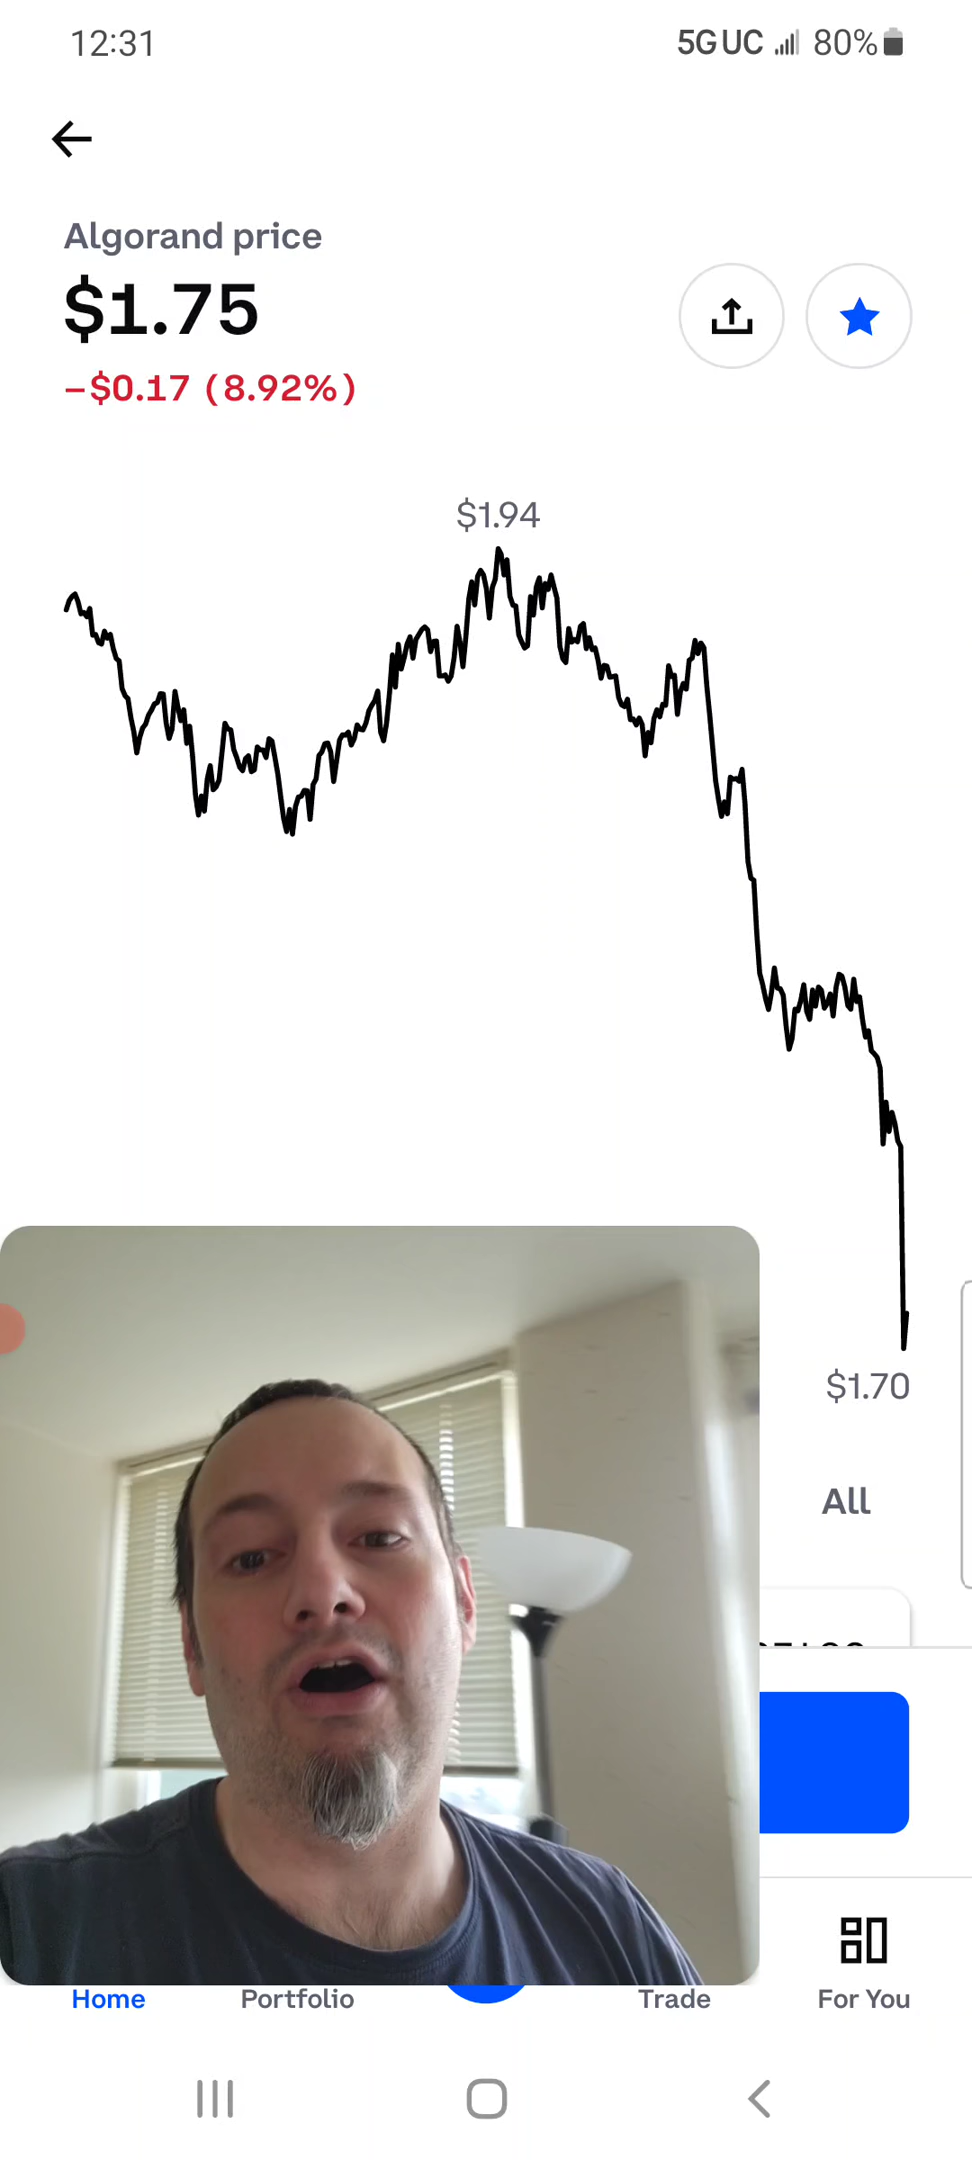 12:31 5G UC 80%
Algorand price
$1.75
–$0.17 (8.92%)
$1.94
$1.70
All
Home Portfolio Trade For You